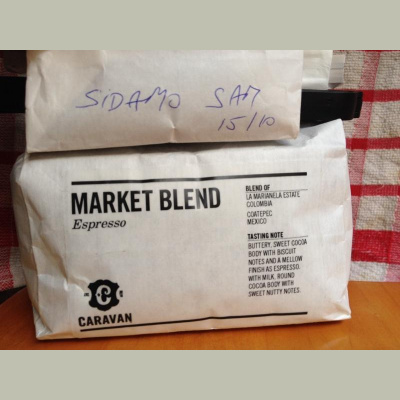 SIDAMO SAM
15/10
MARKET BLEND
Espresso
BLEND OF
LA MARIANELA ESTATE
COLOMBIA
COATEPEC
MEXICO
TASTING NOTE
BUTTERY, SWEET COCOA
BODY WITH BISCUIT
NOTES AND A MELLOW
FINISH AS ESPRESSO.
WITH MILK, ROUND
COCOA BODY WITH
SWEET NUTTY NOTES.
C
CARAVAN